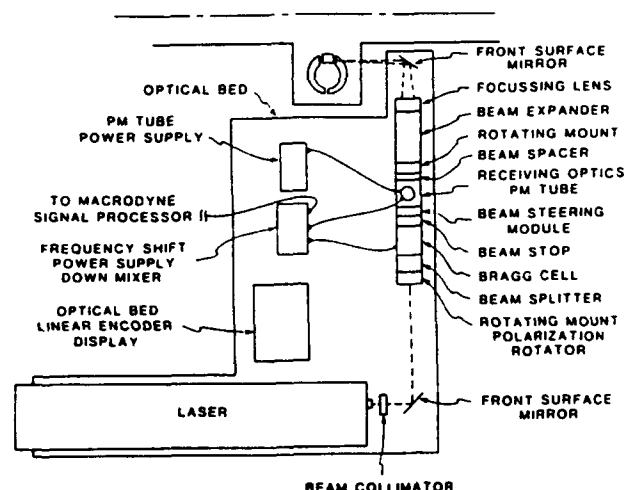 FRONT SURFACE
MIRROR
FOCUSSING LENS
OPTICAL BED
BEAM EXPANDER
PM TUBE
POWER SUPPLY
ROTATING MOUNT
BEAM SPACER
RECEIVING OPTICS
PM TUBE
TO MACRODYNE
SIGNAL PROCESSOR
BEAM STEERING
MODULE
FREQUENCY SHIFT
POWER SUPPLY
DOWN MIXER
BEAM STOP
BRAGG CELL
BEAM SPLITTER
OPTICAL BED
LINEAR ENCODER
DISPLAY
ROTATING MOUNT
POLARIZATION
ROTATOR
LASER
FRONT SURFACE
MIRROR
BEAM COLLIMATOR